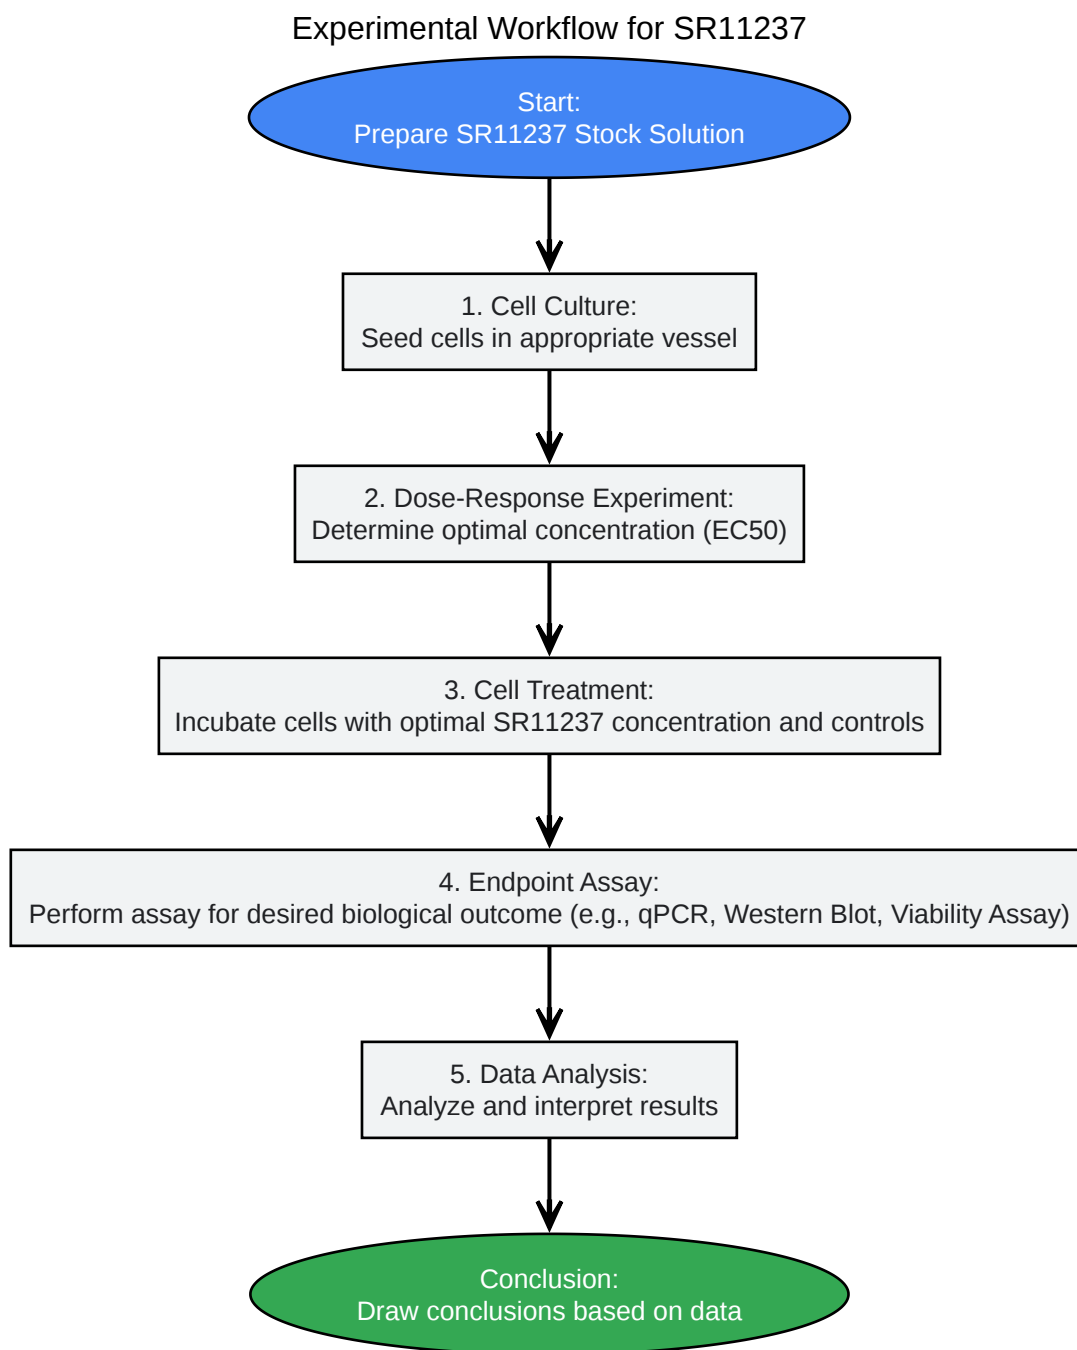 Experimental Workflow for SR11237
Start:
Prepare SR11237 Stock Solution
1. Cell Culture:
Seed cells in appropriate vessel
2. Dose-Response Experiment:
Determine optimal concentration (EC50)
3. Cell Treatment:
Incubate cells with optimal SR11237 concentration and controls
4. Endpoint Assay:
Perform assay for desired biological outcome (e.g., qPCR, Western Blot, Viability Assay)
5. Data Analysis:
Analyze and interpret results
Conclusion:
Draw conclusions based on data